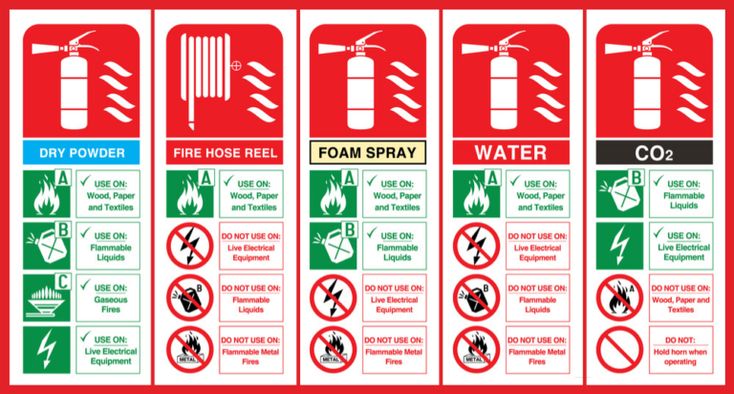 DRY POWDER
A
USE ON:
Wood, Paper
and Textiles
B
USE ON:
Flammable
Liquids
C
USE ON:
Gaseous
Fires
USE ON:
Live Electrical
Equipment
FIRE HOSE REEL
A
USE ON:
Wood, Paper
and Textiles
DO NOT USE ON:
Live Electrical
Equipment
B
DO NOT USE ON:
Flammable
Liquids
METAL
DO NOT USE ON:
Flammable Metal
Fires
FOAM SPRAY
A
USE ON:
Wood, Paper
and Textiles
B
USE ON:
Flammable
Liquids
DO NOT USE ON:
Live Electrical
Equipment
METAL
DO NOT USE ON:
Flammable Metal
Fires
WATER
A
USE ON:
Wood, Paper
and Textiles
DO NOT USE ON:
Live Electrical
Equipment
B
DO NOT USE ON:
Flammable
Liquids
METAL
DO NOT USE ON:
Flammable Metal
Fires
CO2
B
USE ON:
Flammable
Liquids
USE ON:
Live Electrical
Equipment
A
DO NOT USE ON:
Wood, Paper and
Textiles
DO NOT:
Hold horn when
operating